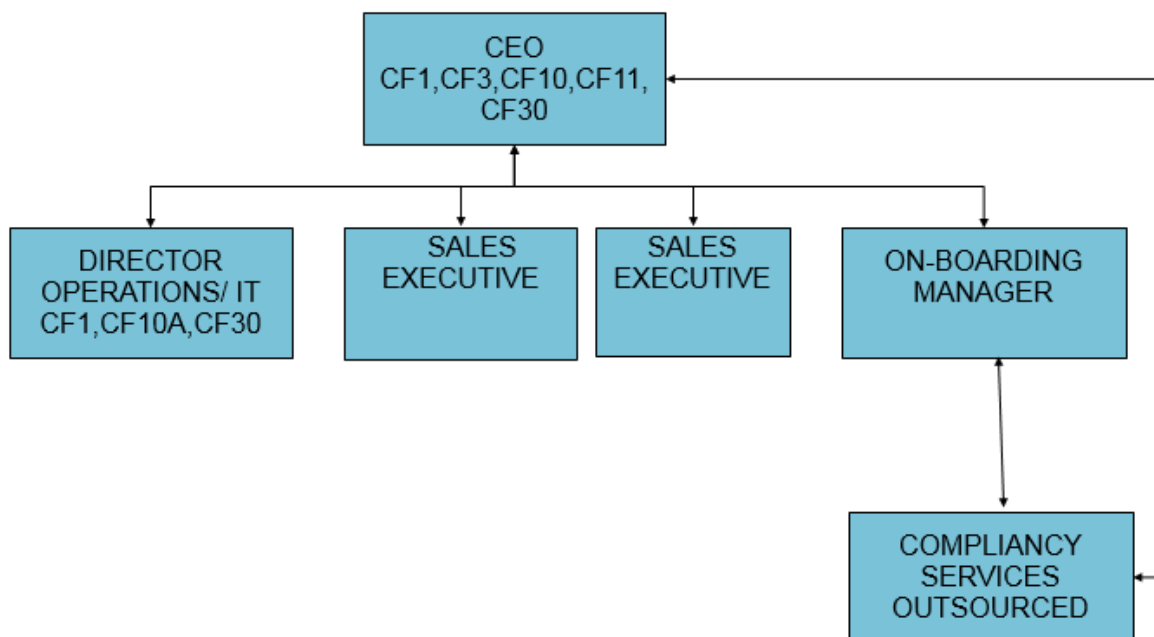 CEO
CF1,CF3,CF10,CF11,
CF30
DIRECTOR
OPERATIONS/ IT
CF1,CF10A,CF30
SALES
EXECUTIVE
SALES
EXECUTIVE
ON-BOARDING
MANAGER
COMPLIANCY
SERVICES
OUTSOURCED